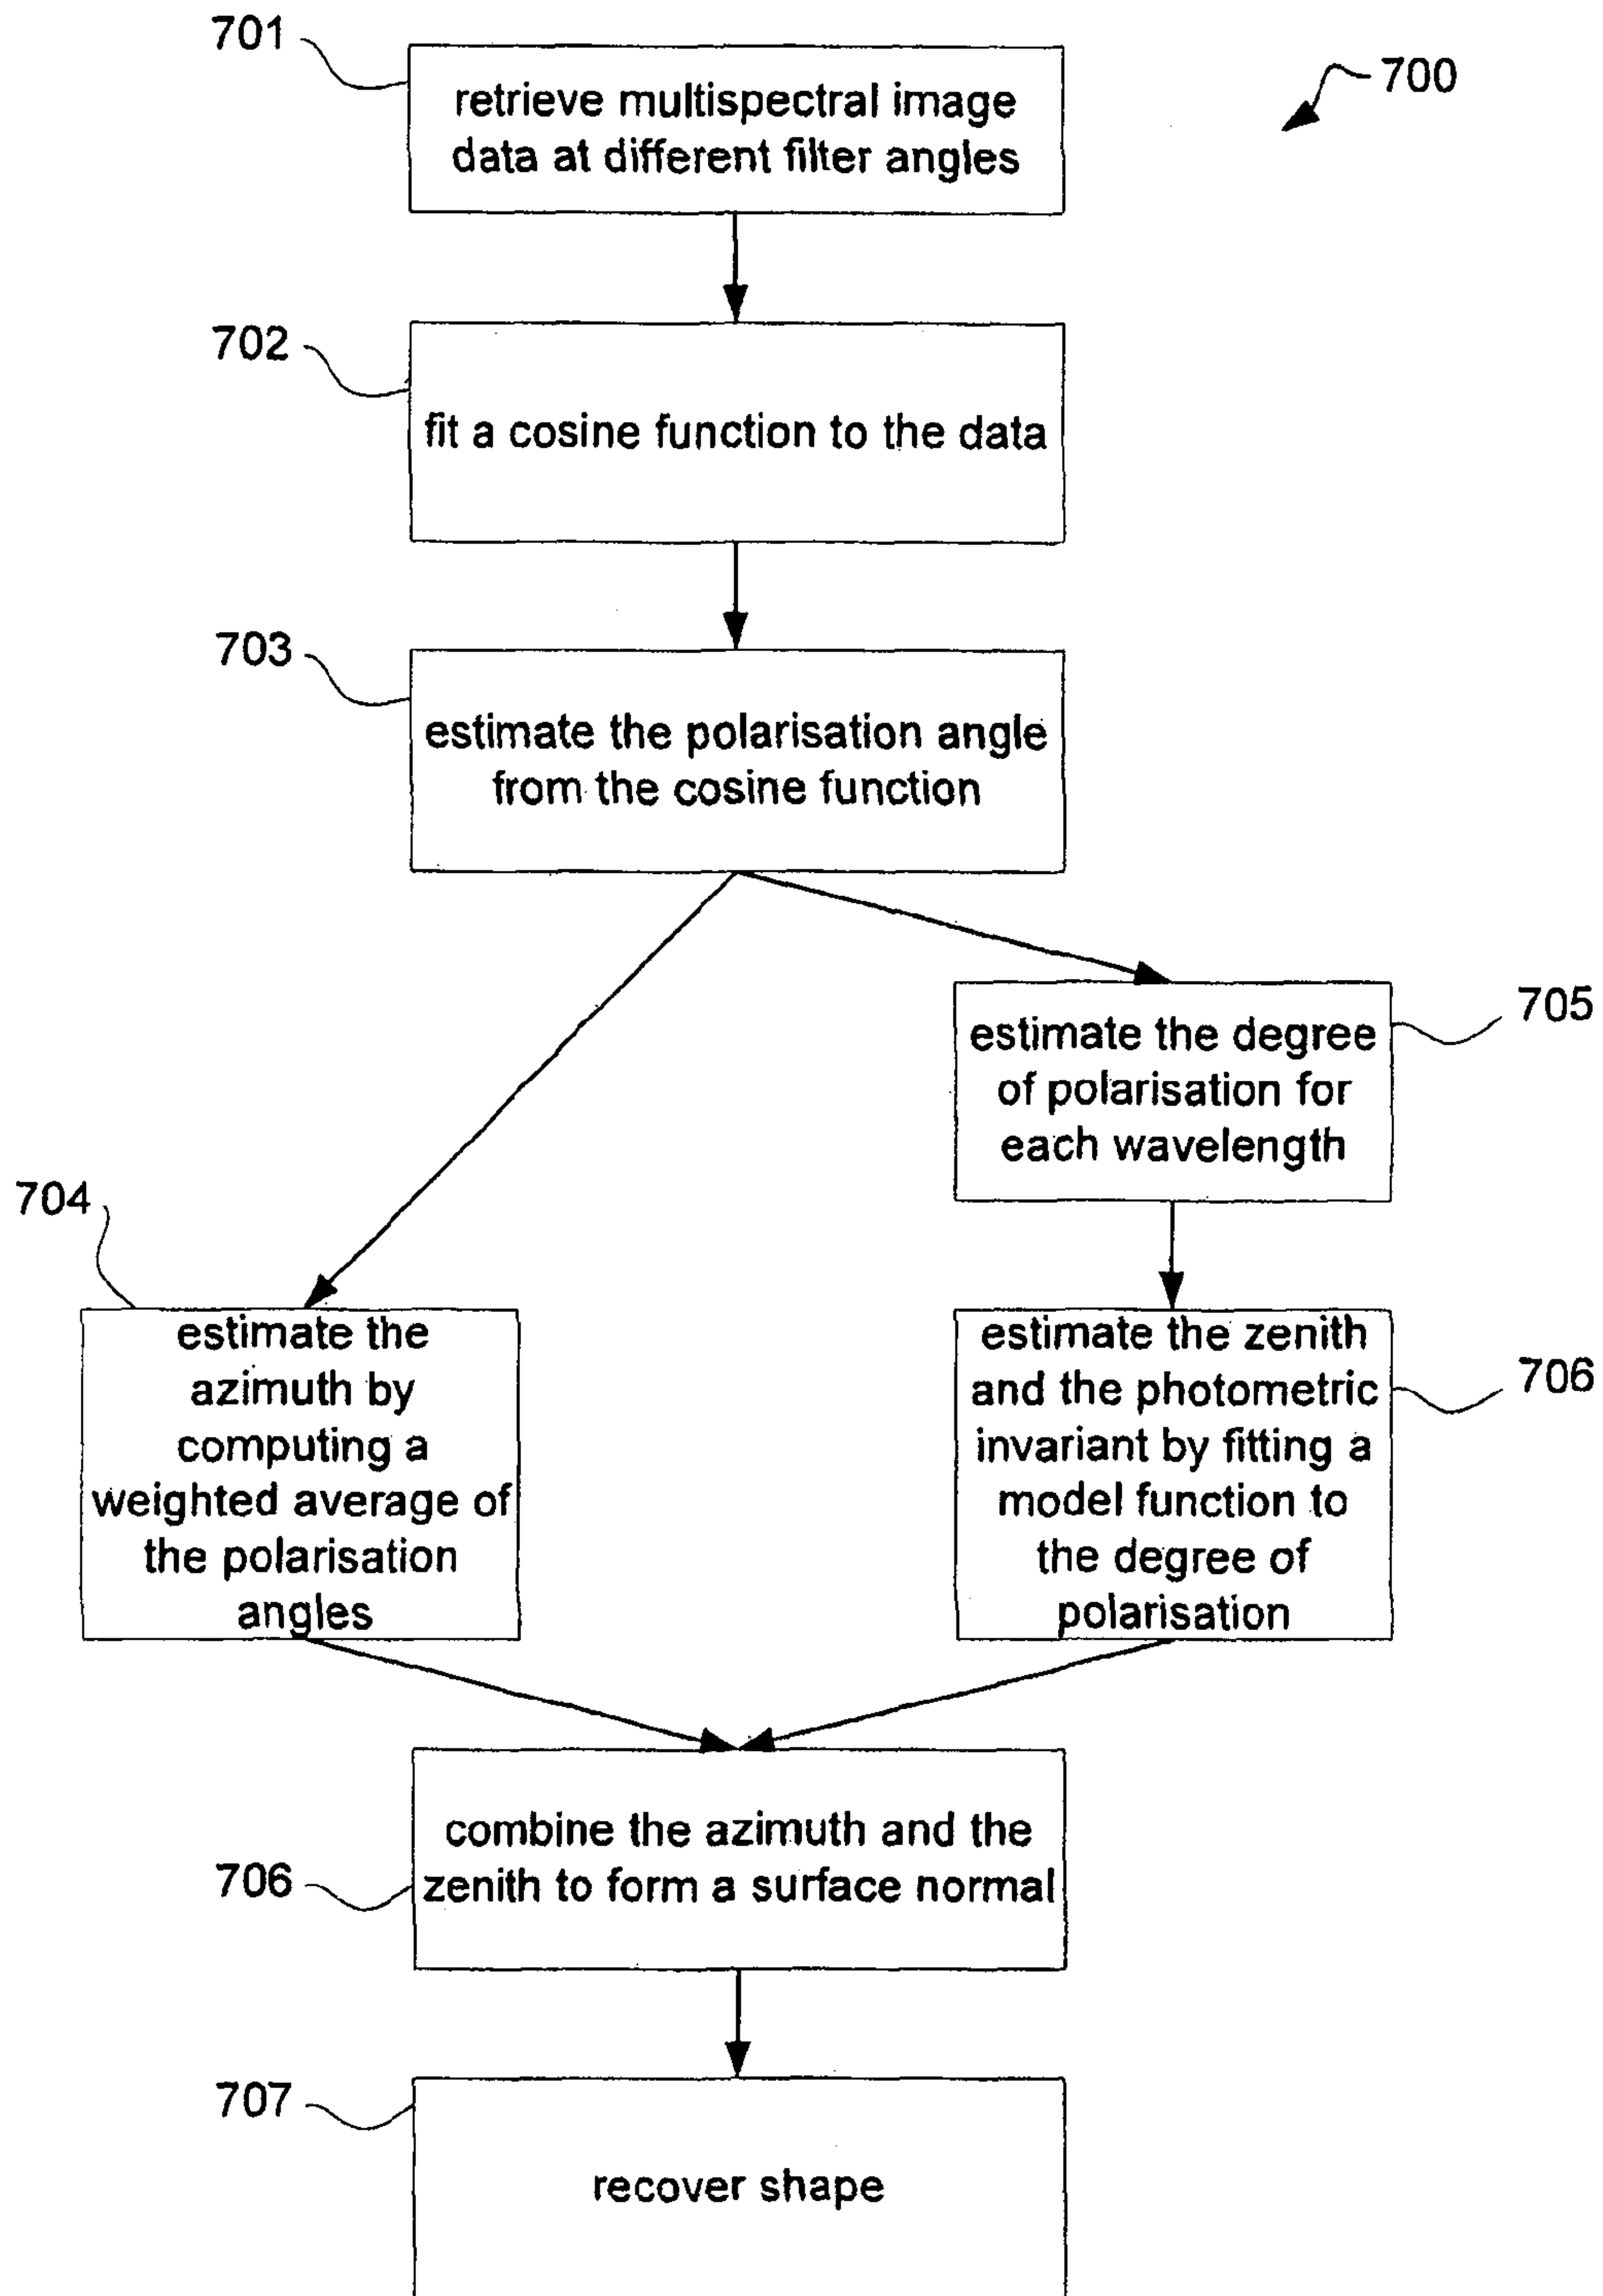 701
retrieve multispectral image
data at different filter angles
700
702
fit a cosine function to the data
703
estimate the polarisation angle
from the cosine function
705
estimate the degree
of polarisation for
each wavelength
704
estimate the
azimuth by
computing a
weighted average of
the polarisation
angles
706
estimate the zenith
and the photometric
invariant by fitting a
model function to
the degree of
polarisation
706
combine the azimuth and the
zenith to form a surface normal
707
recover shape